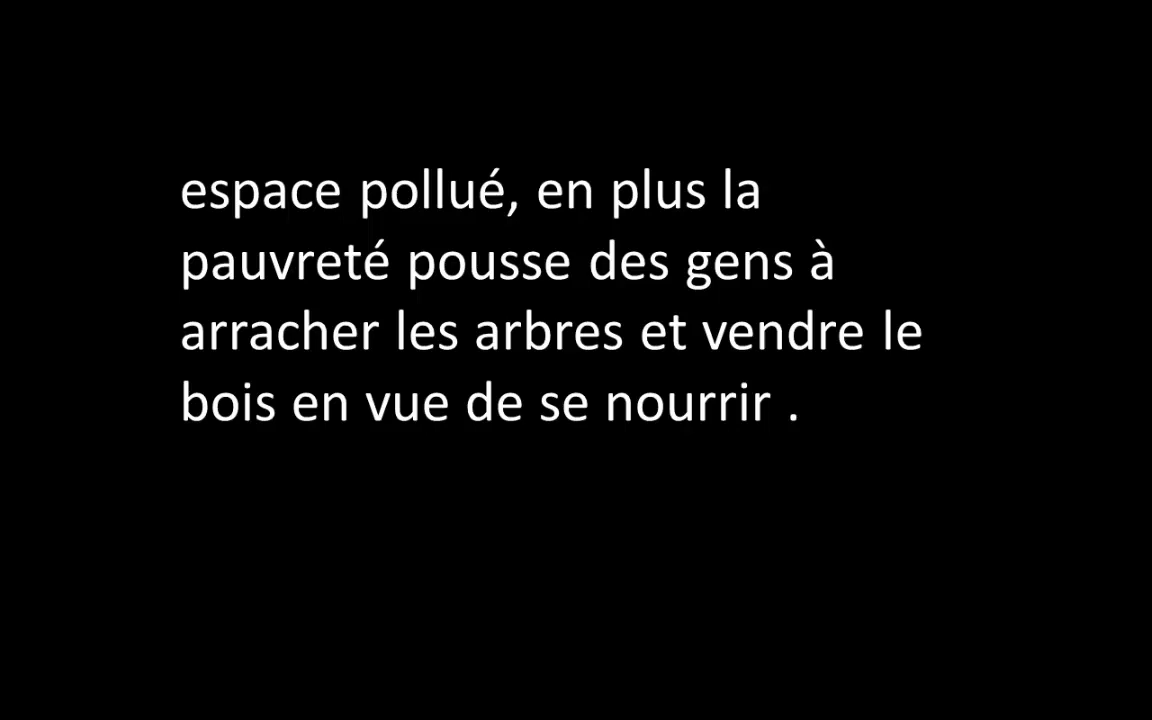 espace pollué, en plus la
pauvreté pousse des gens à
arracher les arbres et vendre le
bois en vue de se nourrir .